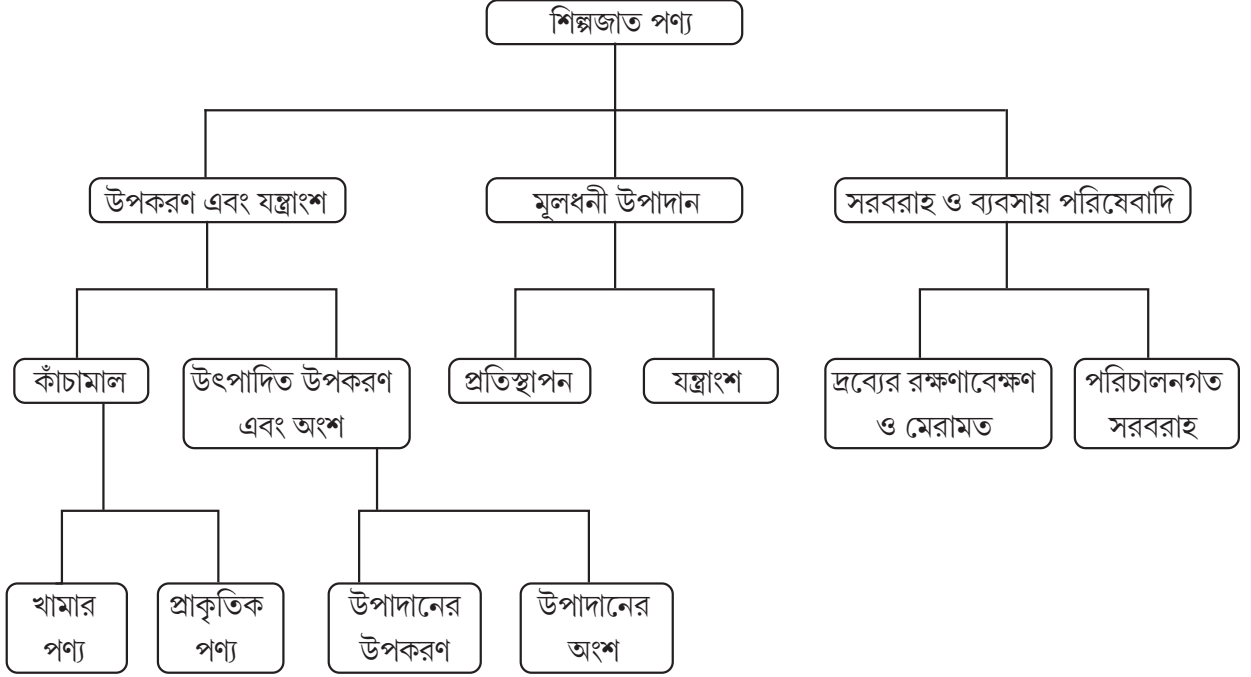 শিল্পজাত পণ্য
উপকরণ এবং যন্ত্রাংশ
মূলধনী উপাদান
সরবরাহ ও ব্যবসায় পরিষেবাদি
কাঁচামাল
উৎপাদিত উপকরণ
এবং অংশ
প্রতিস্থাপন
যন্ত্রাংশ
দ্রব্যের রক্ষণাবেক্ষণ
ও মেরামত
পরিচালনগত
সরবরাহ
খামার
পণ্য
প্রাকৃতিক
পণ্য
উপাদানের
উপকরণ
উপাদানের
অংশ